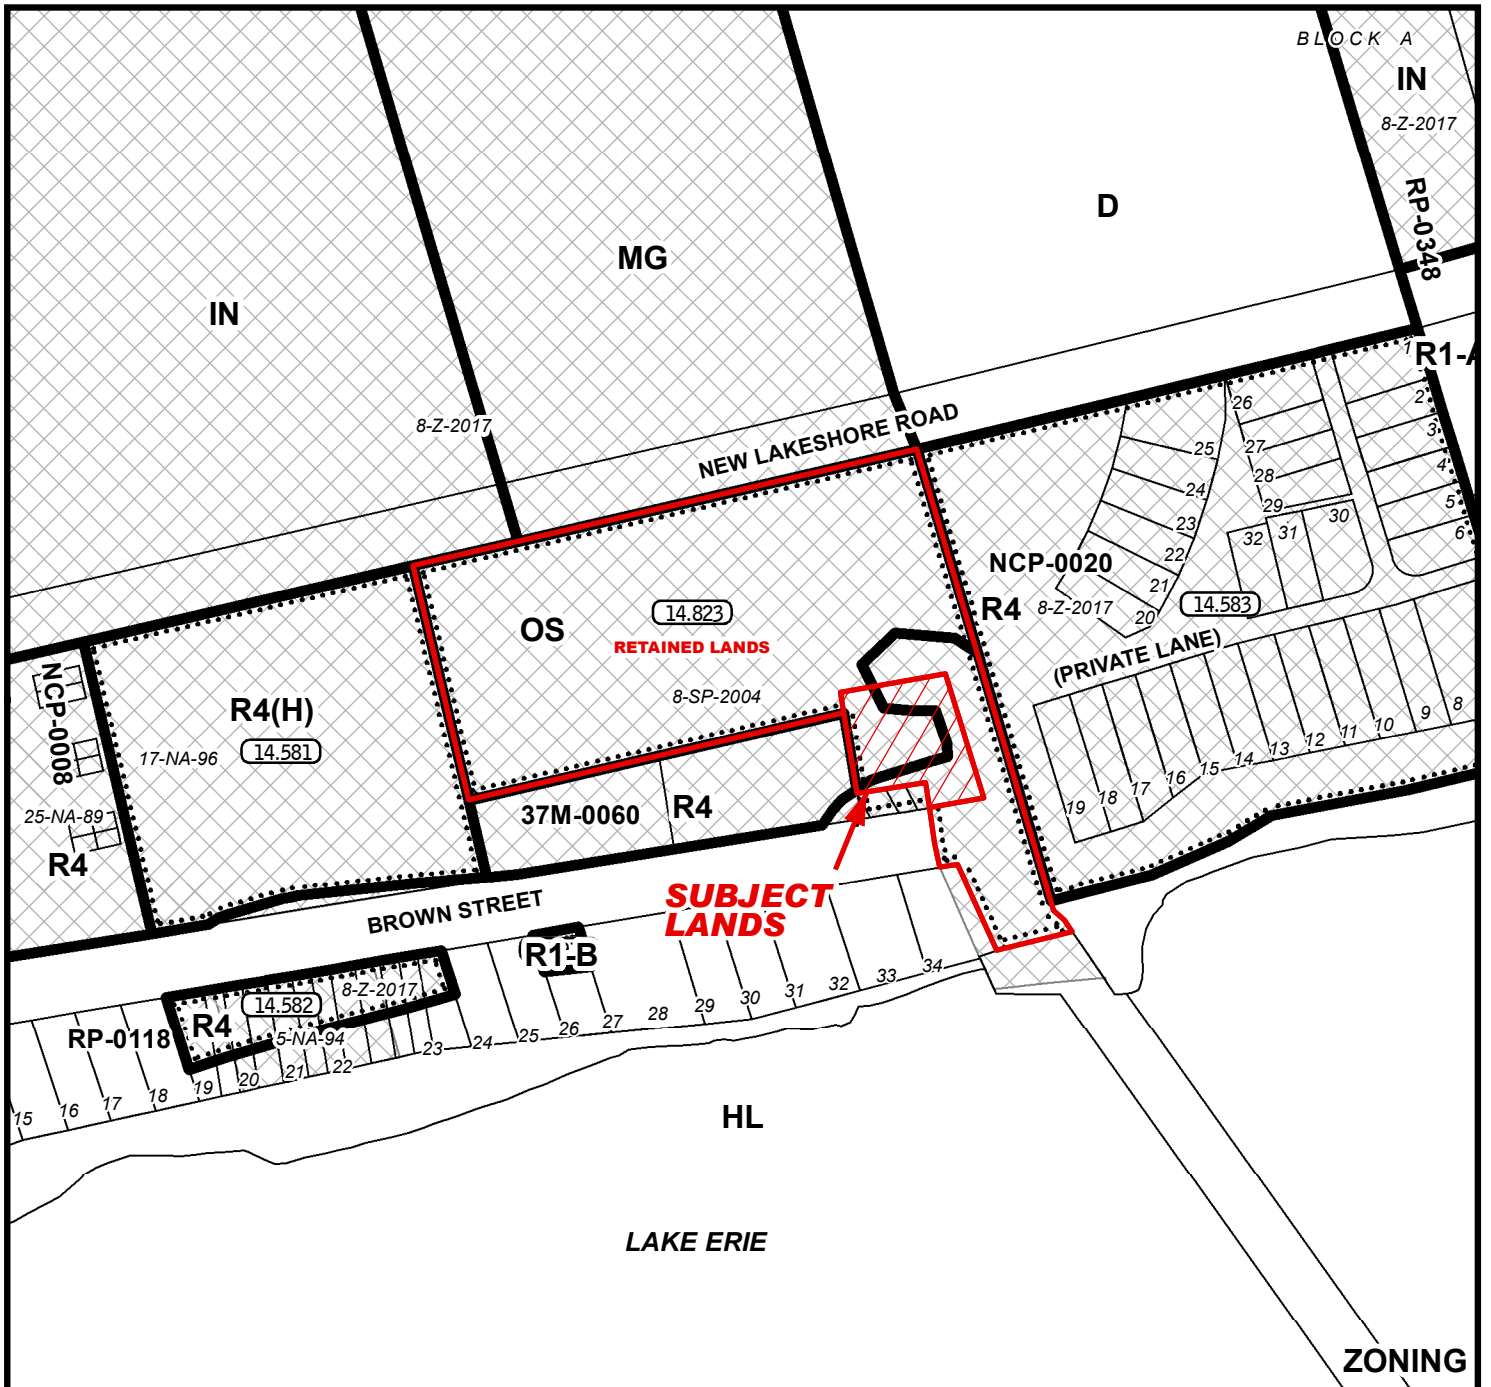 BLOCK A
IN
8-Z-2017
RP-0348
D
MG
IN
8-Z-2017
NEW LAKESHORE ROAD
R1-A
1
2
3
4
5
6
26
27
28
29
30
31
32
25
24
23
22
21
20
NCP-0020
R4
8-Z-2017
14.583
(PRIVATE LANE)
OS
14.823
RETAINED LANDS
8-SP-2004
R4(H)
14.581
17-NA-96
NCP-0008
25-NA-89
R4
37M-0060
R4
19
18
17
16
15
14
13
12
11
10
9
8
SUBJECT
LANDS
BROWN STREET
R1-B
8-Z-2017
14.582
R4
5-NA-94
RP-0118
15
16
17
18
19
20
21
22
23
24
25
26
27
28
29
30
31
32
33
34
HL
LAKE ERIE
ZONING